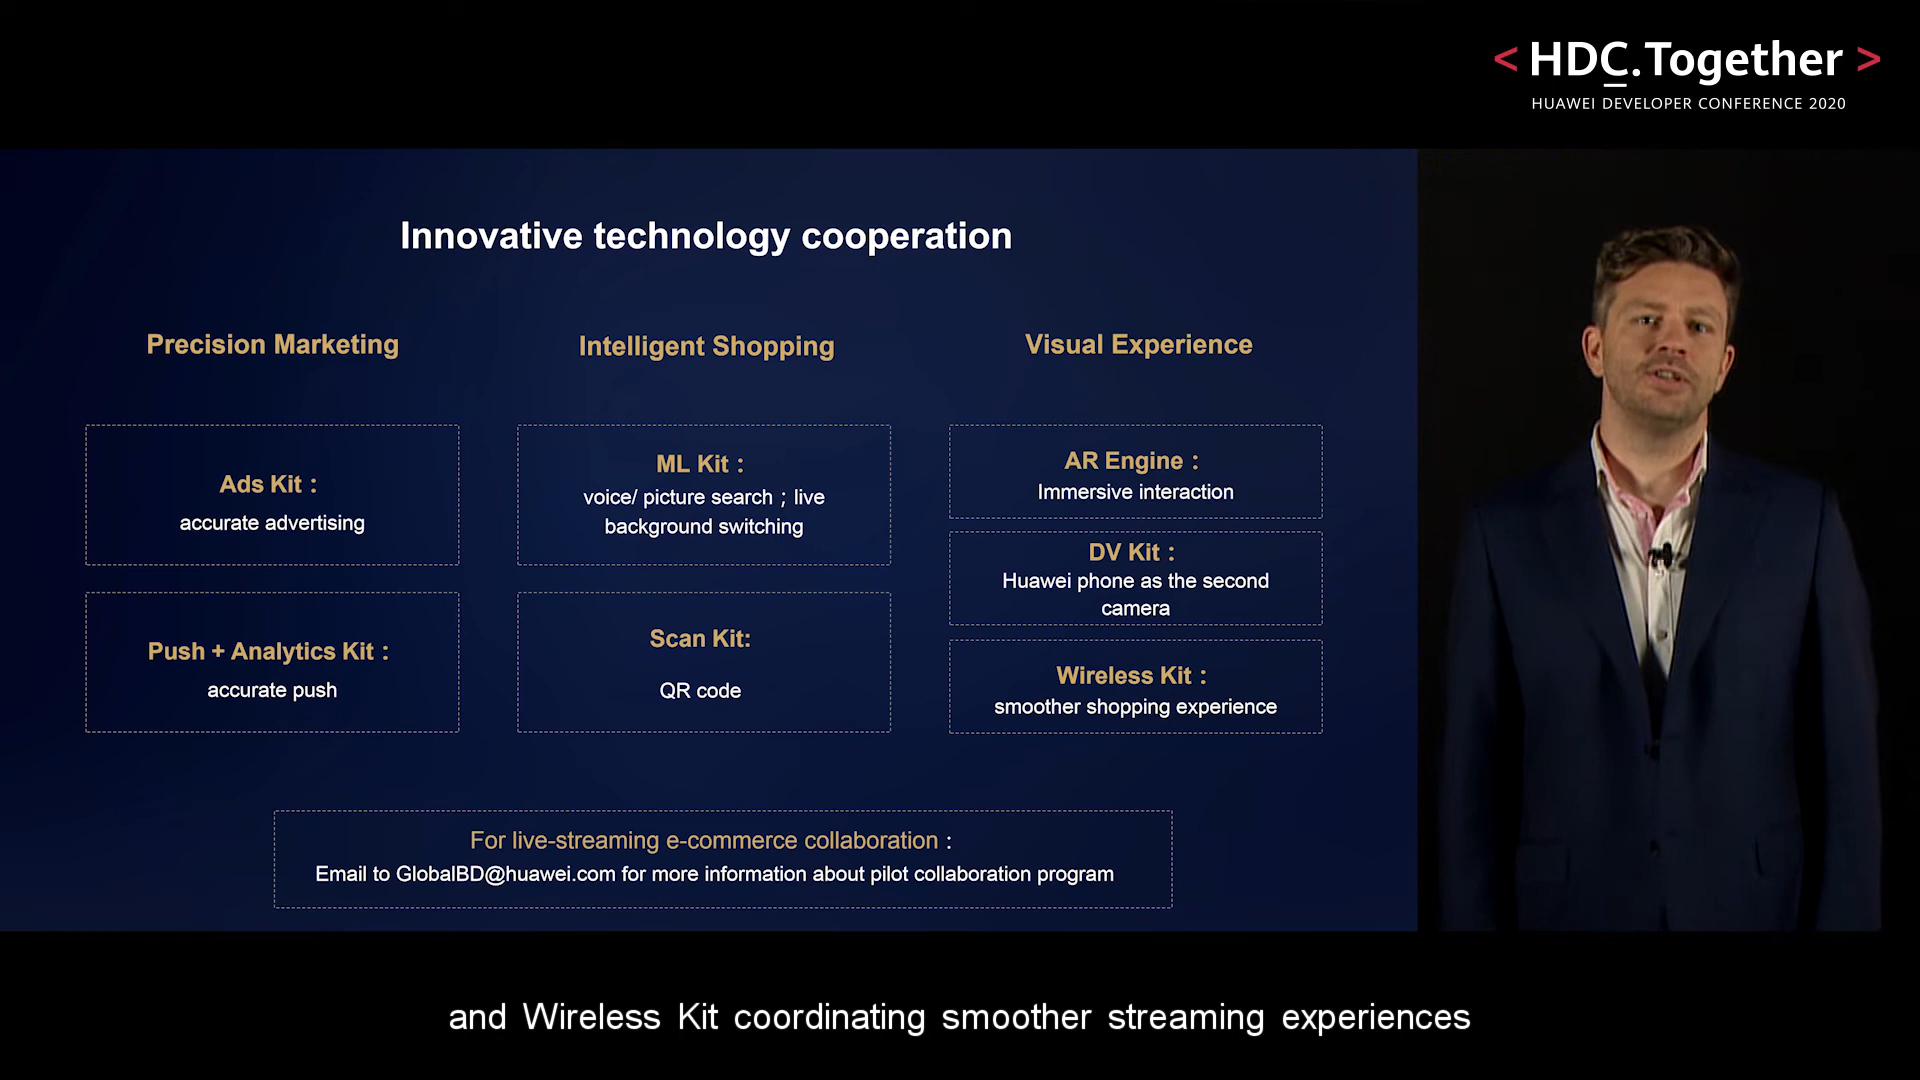 < HDC.Together >
HUAWEI DEVELOPER CONFERENCE 2020
Innovative technology cooperation
Precision Marketing
Ads Kit：
accurate advertising
Push + Analytics Kit：
accurate push
Intelligent Shopping
ML Kit：
voice/ picture search；live
background switching
Scan Kit:
QR code
Visual Experience
AR Engine：
Immersive interaction
DV Kit：
Huawei phone as the second
camera
Wireless Kit：
smoother shopping experience
For live-streaming e-commerce collaboration：
Email to GlobalBD@huawei.com for more information about pilot collaboration program
and Wireless Kit coordinating smoother streaming experiences